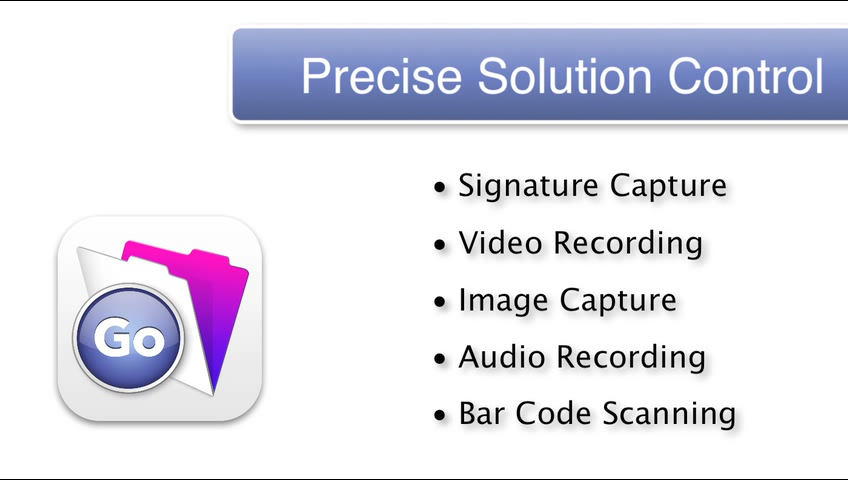 Precise Solution Control
• Signature Capture
• Video Recording
• Image Capture
• Audio Recording
• Bar Code Scanning
Go